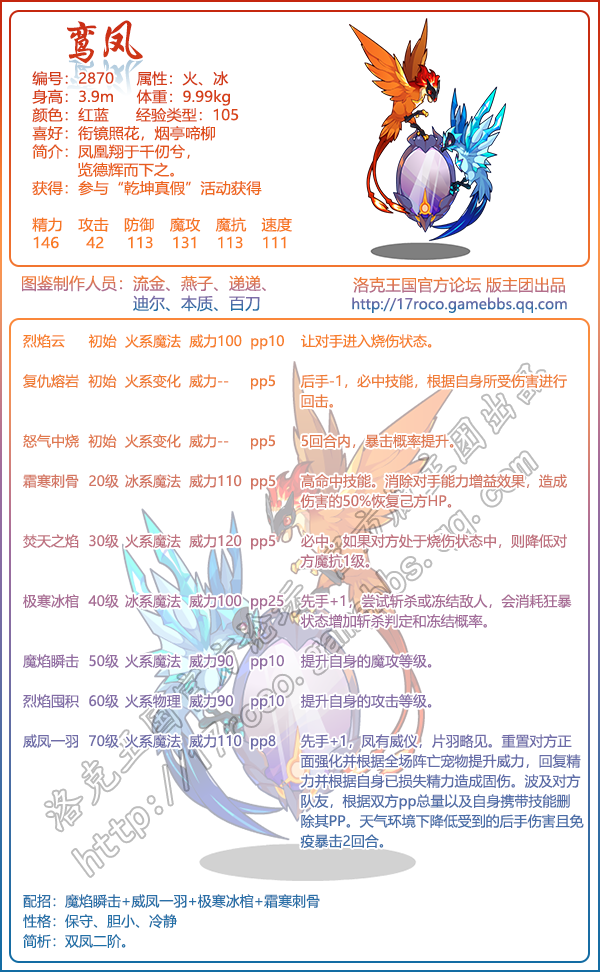 鸾凤
编号：2870 属性：火、冰
身高：3.9m 体重：9.99kg
颜色：红蓝 经验类型：105
喜好：衔镜照花，烟亭啼柳
简介：凤凰翔于千仞兮，
览德辉而下之。
获得：参与“乾坤真假”活动获得
精力 攻击 防御 魔攻 魔抗 速度
146 42 113 131 113 111
图鉴制作人员：流金、燕子、递递、
迪尔、本质、百刀
洛克王国官方论坛 版主团出品
http://17roco.gamebbs.qq.com
烈焰云 初始 火系魔法 威力100 pp10 让对手进入烧伤状态。
复仇熔岩 初始 火系变化 威力-- pp5 后手-1，必中技能，根据自身所受伤害进行
回击。
怒气中烧 初始 火系变化 威力-- pp5 5回合内，暴击概率提升。
霜寒刺骨 20级 冰系魔法 威力110 pp5 高命中技能。消除对手能力增益效果，造成
伤害的50%恢复己方HP。
焚天之焰 30级 火系魔法 威力120 pp5 必中。如果对方处于烧伤状态中，则降低对
方魔抗1级。
极寒冰棺 40级 冰系魔法 威力100 pp25 先手+1，尝试斩杀或冻结敌人，会消耗狂暴
状态增加斩杀判定和冻结概率。
魔焰瞬击 50级 火系魔法 威力90 pp10 提升自身的魔攻等级。
烈焰囤积 60级 火系物理 威力90 pp10 提升自身的攻击等级。
威凤一羽 70级 火系魔法 威力110 pp8 先手+1，凤有威仪，片羽略见。重置对方正
面强化并根据全场阵亡宠物提升威力，回复精
力并根据自身已损失精力造成固伤。波及对方
队友，根据双方pp总量以及自身携带技能删
除其PP。天气环境下降低受到的后手伤害且免
疫暴击2回合。
配招：魔焰瞬击+威凤一羽+极寒冰棺+霜寒刺骨
性格：保守、胆小、冷静
简析：双凤二阶。
洛克王国官方论坛版主团出品
http://17roco.gamebbs.qq.com